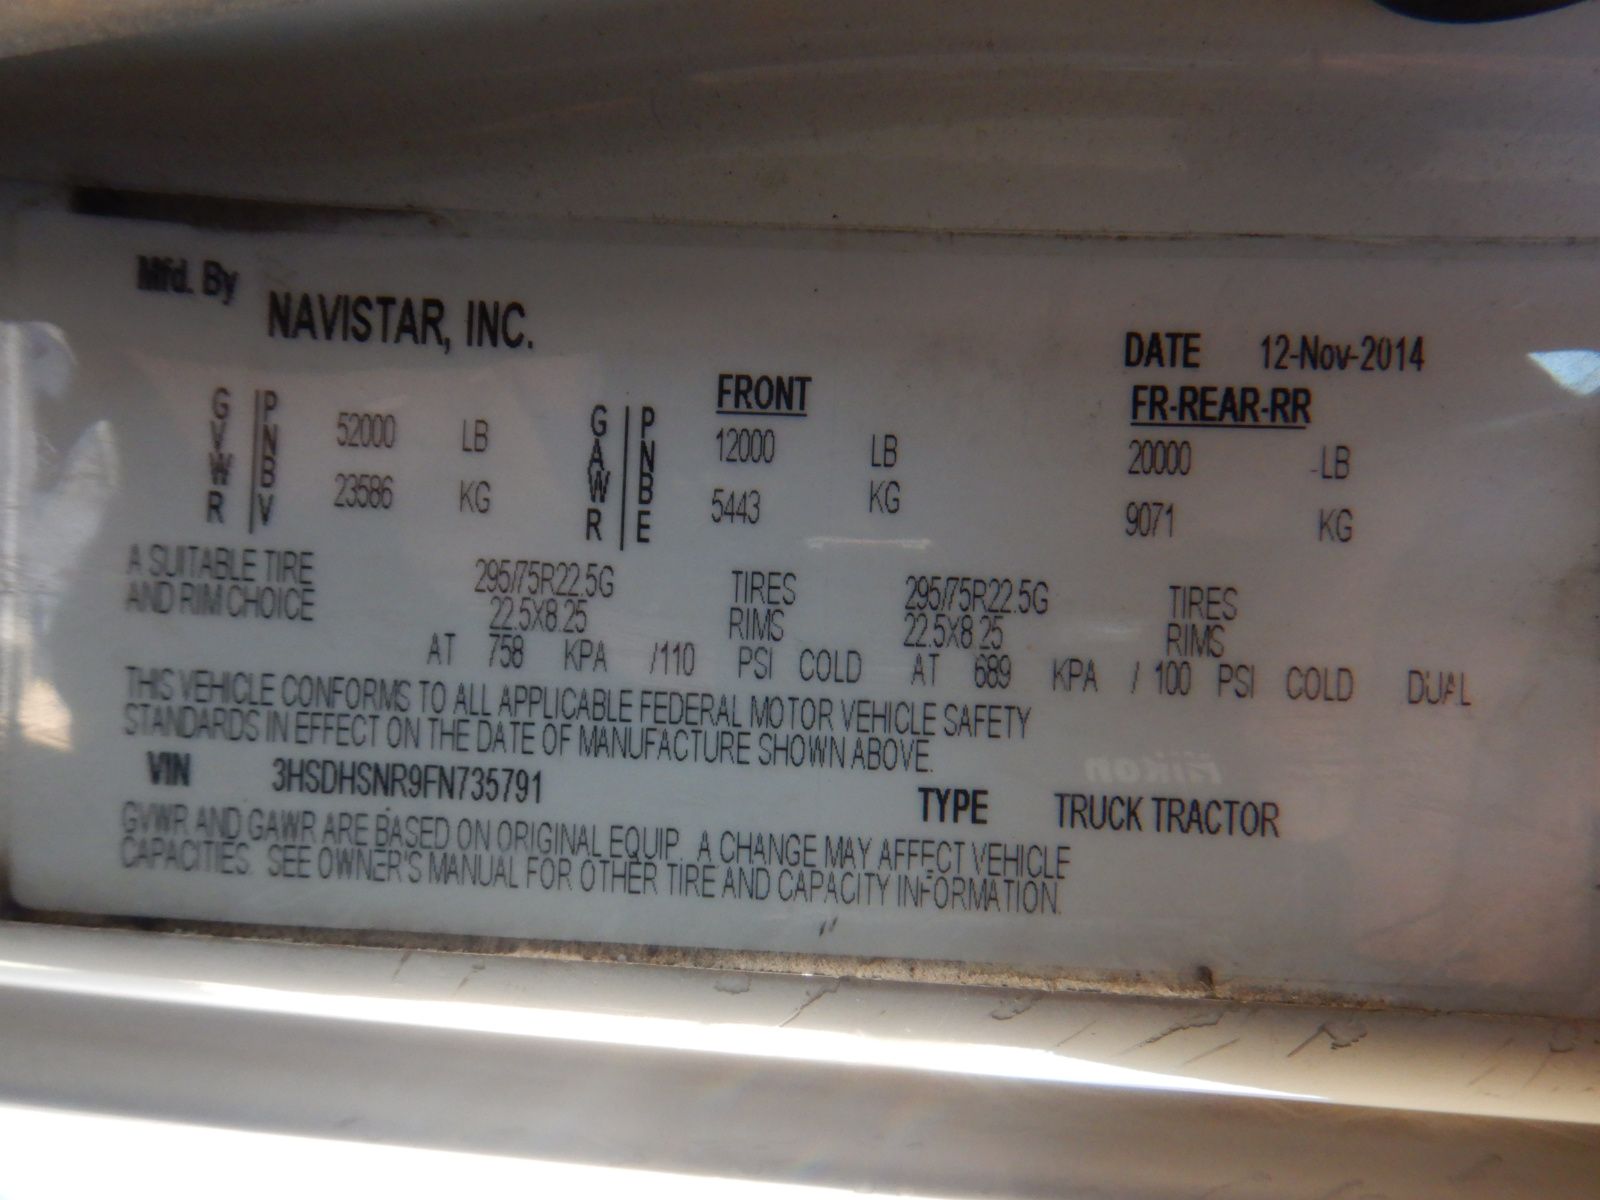 Mfd. By NAVISTAR, INC.
DATE 12-Nov-2014
FRONT FR-REAR-RR
GVWR | PNBV 52000 LB GAWR | PNBE 12000 LB 20000 LB
23586 KG 5443 KG 9071 KG
A SUITABLE TIRE 295/75R22.5G TIRES 295/75R22.5G TIRES
AND RIM CHOICE 22.5X8.25 RIMS 22.5X8.25 RIMS
AT 758 KPA /110 PSI COLD AT 689 KPA / 100 PSI COLD DUAL
THIS VEHICLE CONFORMS TO ALL APPLICABLE FEDERAL MOTOR VEHICLE SAFETY
STANDARDS IN EFFECT ON THE DATE OF MANUFACTURE SHOWN ABOVE.
VIN 3HSDHSNR9FN735791 TYPE TRUCK TRACTOR
GVWR AND GAWR ARE BASED ON ORIGINAL EQUIP. A CHANGE MAY AFFECT VEHICLE
CAPACITIES. SEE OWNER'S MANUAL FOR OTHER TIRE AND CAPACITY INFORMATION.
Nikon